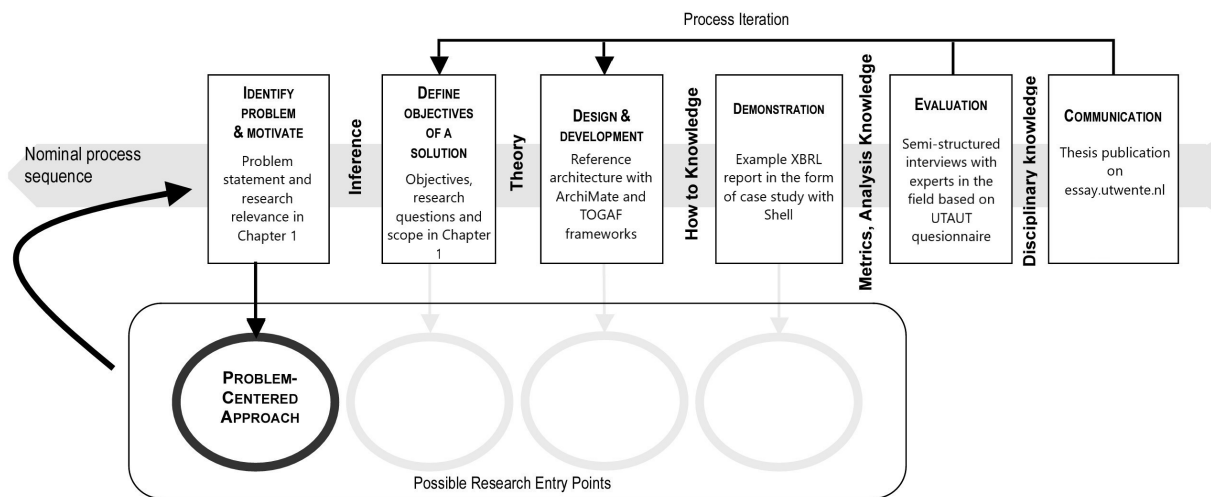 Process Iteration
Nominal process
sequence
IDENTIFY
PROBLEM
& MOTIVATE
Problem
statement and
research
relevance in
Chapter 1
Inference
DEFINE
OBJECTIVES
OF A
SOLUTION
Objectives,
research
questions and
scope in Chapter
1
Theory
DESIGN &
DEVELOPMENT
Reference
architecture with
ArchiMate and
TOGAF
frameworks
How to Knowledge
DEMONSTRATION
Example XBRL
report in the form
of case study with
Shell
Metrics, Analysis Knowledge
EVALUATION
Semi-structured
interviews with
experts in the
field based on
UTAUT
quesionnaire
Disciplinary knowledge
COMMUNICATION
Thesis publication
on
essay.utwente.nl
PROBLEM-
CENTERED
APPROACH
Possible Research Entry Points